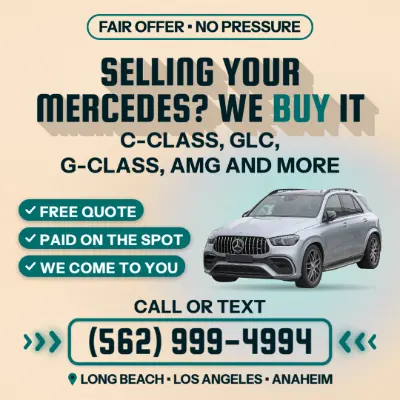 FAIR OFFER • NO PRESSURE
SELLING YOUR
MERCEDES? WE BUY IT
C-CLASS, GLC,
G-CLASS, AMG AND MORE
FREE QUOTE
PAID ON THE SPOT
WE COME TO YOU
CALL OR TEXT
(562) 999-4994
LONG BEACH • LOS ANGELES • ANAHEIM